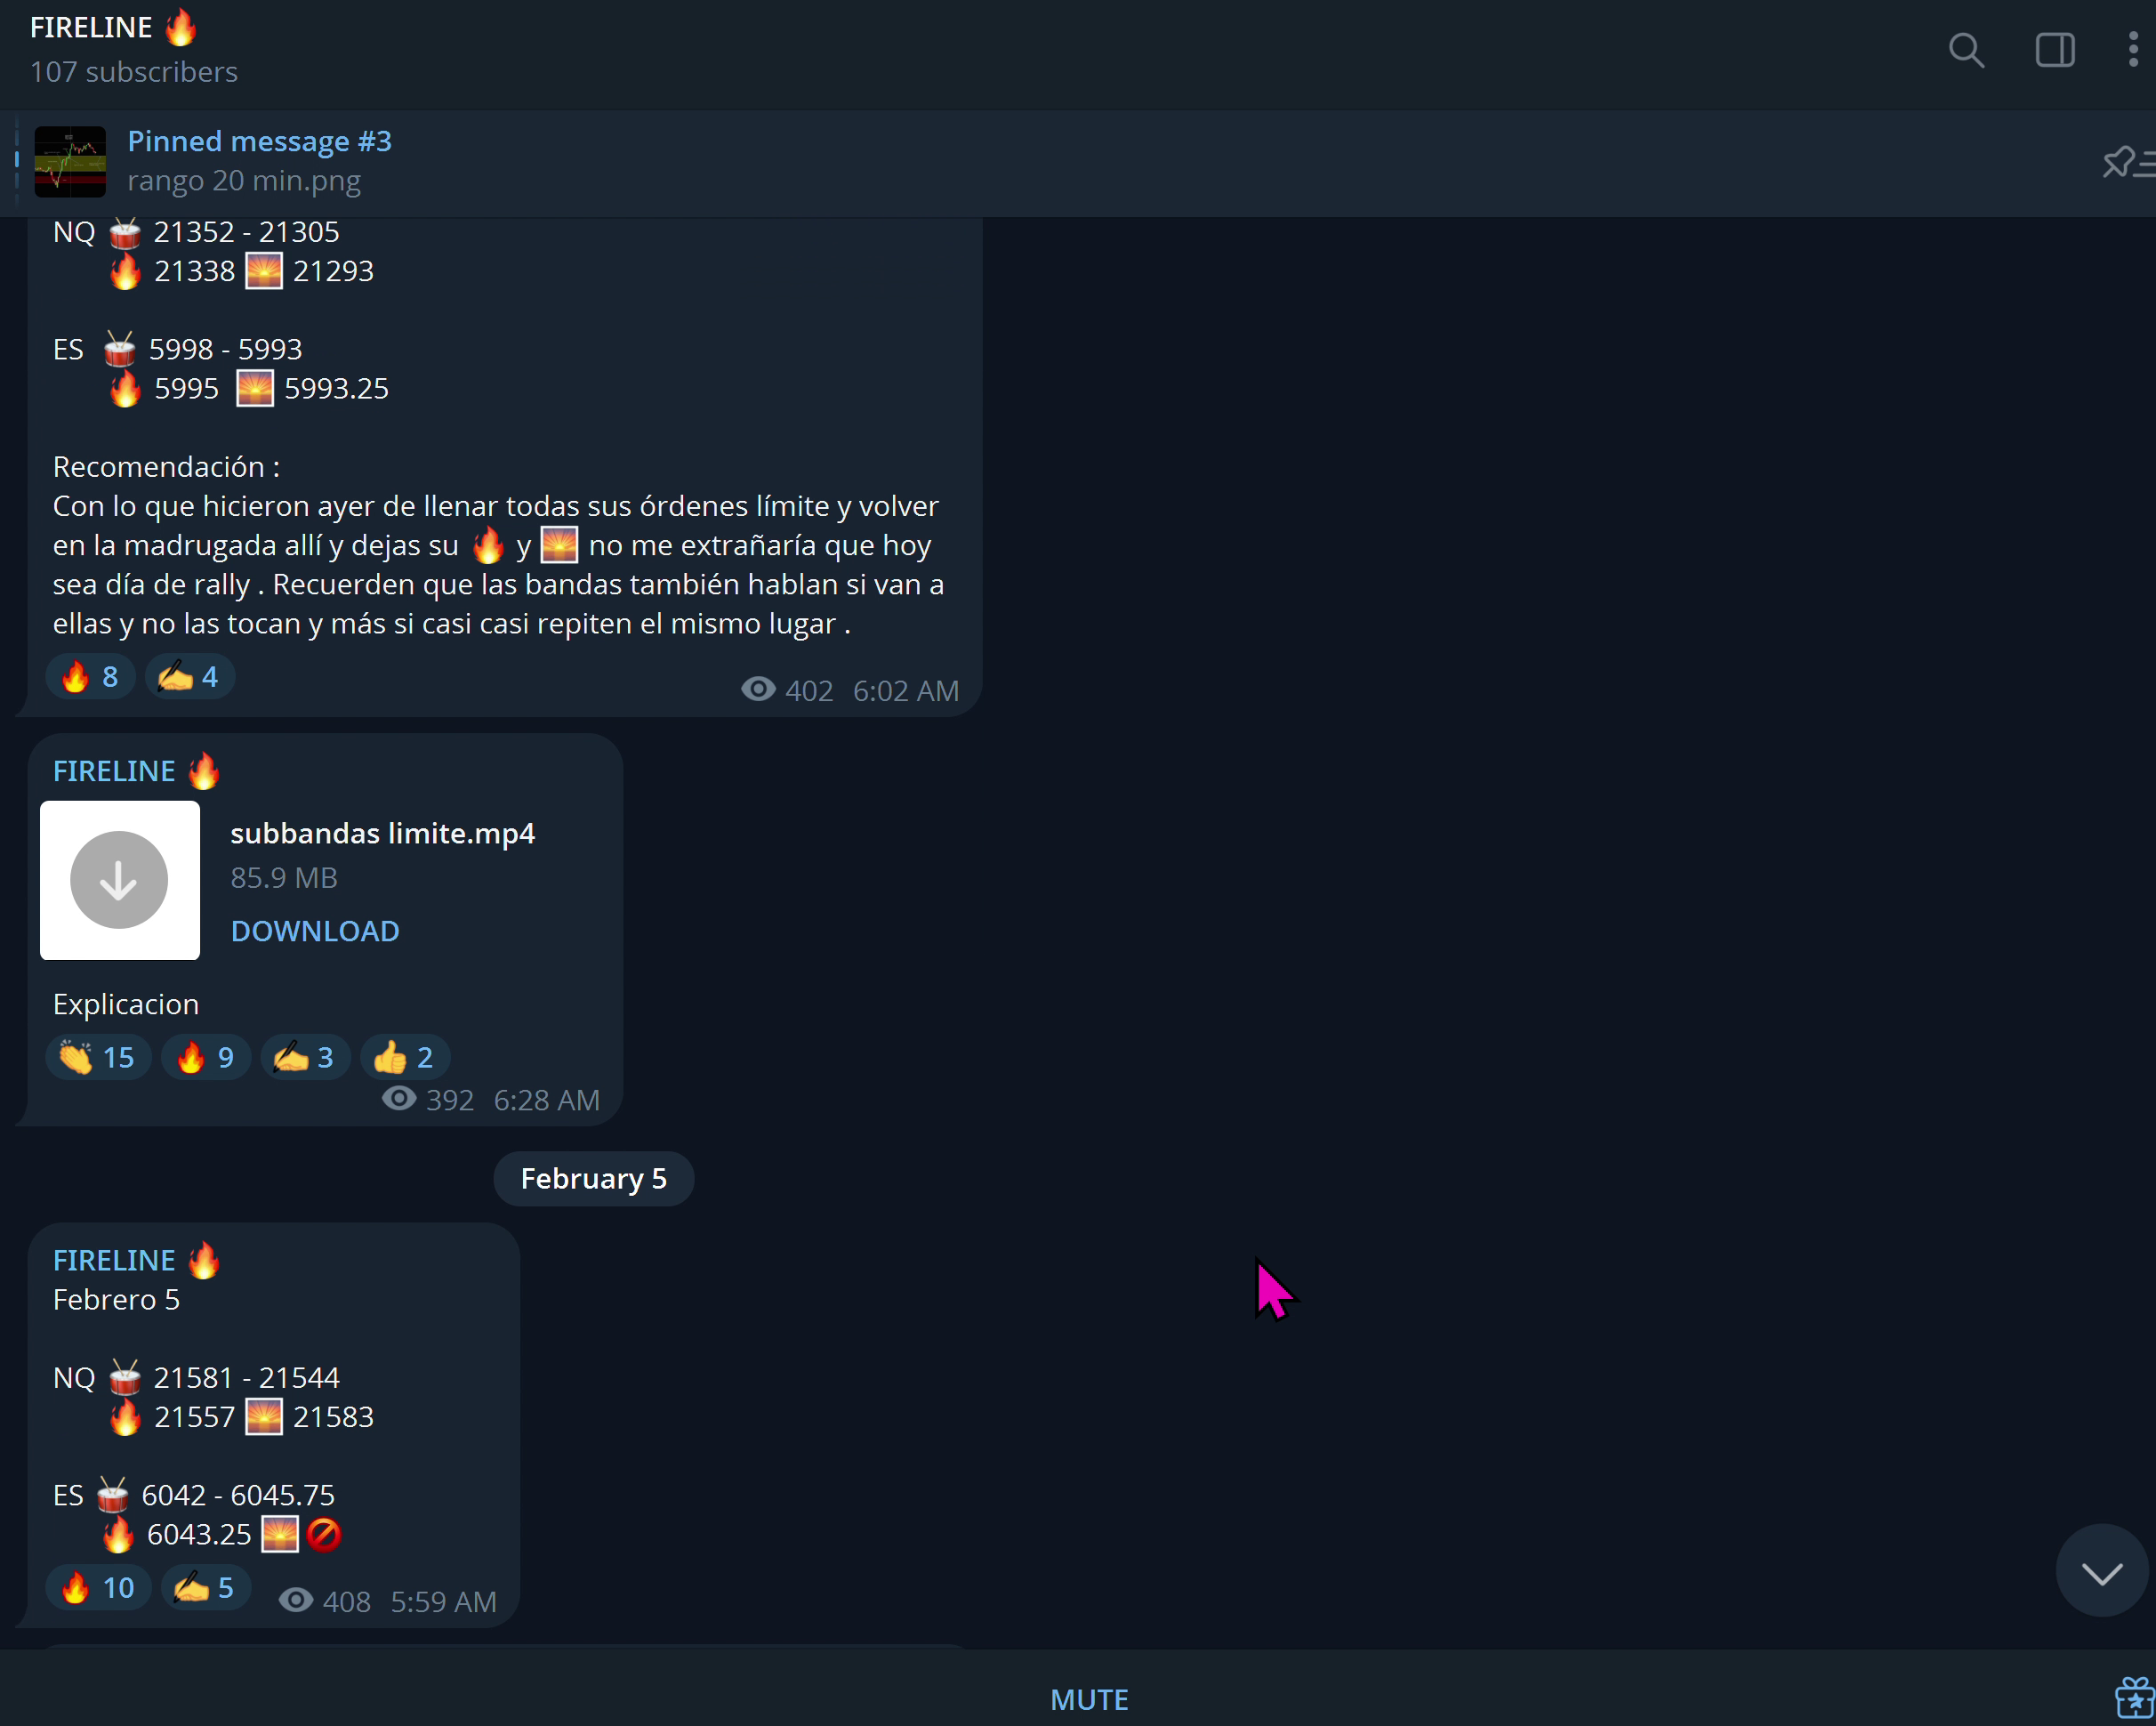 FIRELINE 🔥
107 subscribers
Pinned message #3
rango 20 min.png
NQ 🥁 21352 - 21305
🔥 21338 🌅 21293
ES 🥁 5998 - 5993
🔥 5995 🌅 5993.25
Recomendación :
Con lo que hicieron ayer de llenar todas sus órdenes límite y volver
en la madrugada allí y dejas su 🔥 y 🌅 no me extrañaría que hoy
sea día de rally . Recuerden que las bandas también hablan si van a
ellas y no las tocan y más si casi casi repiten el mismo lugar .
🔥 8 ✍ 4 402 6:02 AM
FIRELINE 🔥
subbandas limite.mp4
85.9 MB
DOWNLOAD
Explicacion
👏 15 🔥 9 ✍ 3 👍 2
392 6:28 AM
February 5
FIRELINE 🔥
Febrero 5
NQ 🥁 21581 - 21544
🔥 21557 🌅 21583
ES 🥁 6042 - 6045.75
🔥 6043.25 🌅🚫
🔥 10 ✍ 5 408 5:59 AM
MUTE